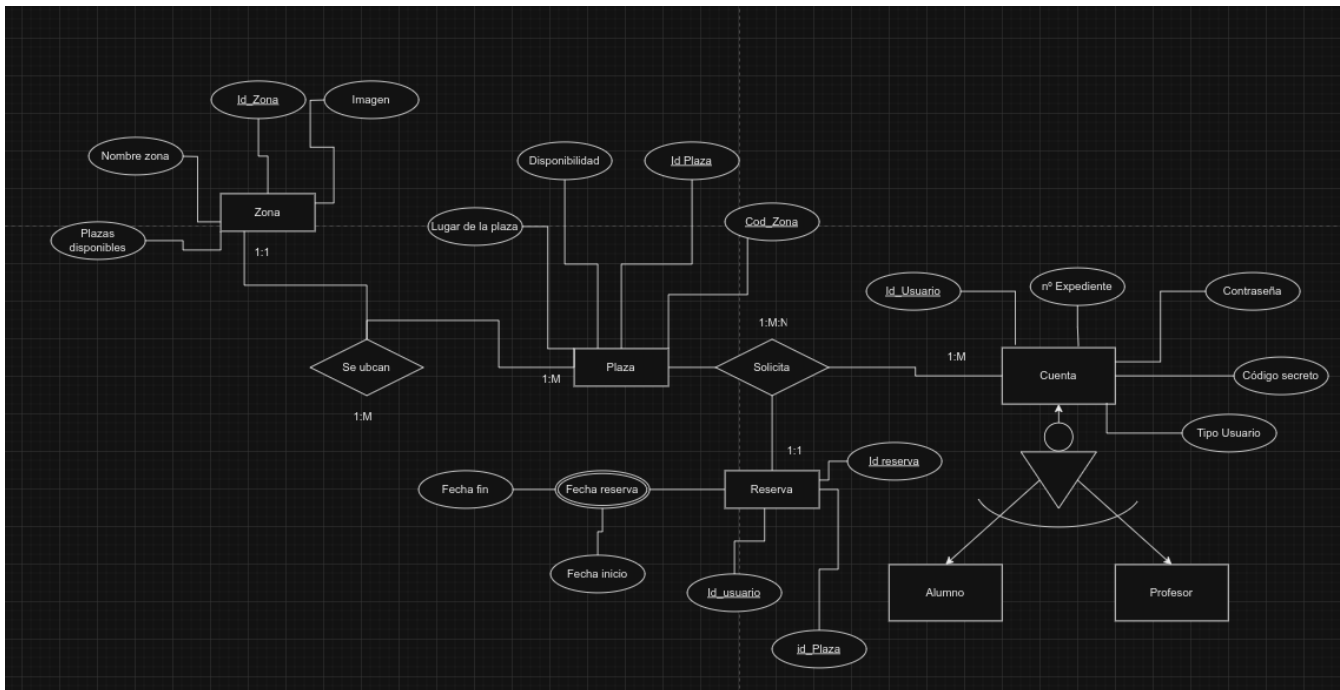 Id_Zona
Imagen
Nombre zona
Disponibilidad
Id Plaza
Zona
Lugar de la plaza
Cod_Zona
Plazas
disponibles
1:1
Id_Usuario
nº Expediente
Contraseña
1:M:N
1:M
Se ubcan
Plaza
Solicita
Cuenta
Código secreto
1:M
1:M
Tipo Usuario
1:1
Id reserva
Fecha fin
Fecha reserva
Reserva
Fecha inicio
Id_usuario
Alumno
Profesor
id_Plaza